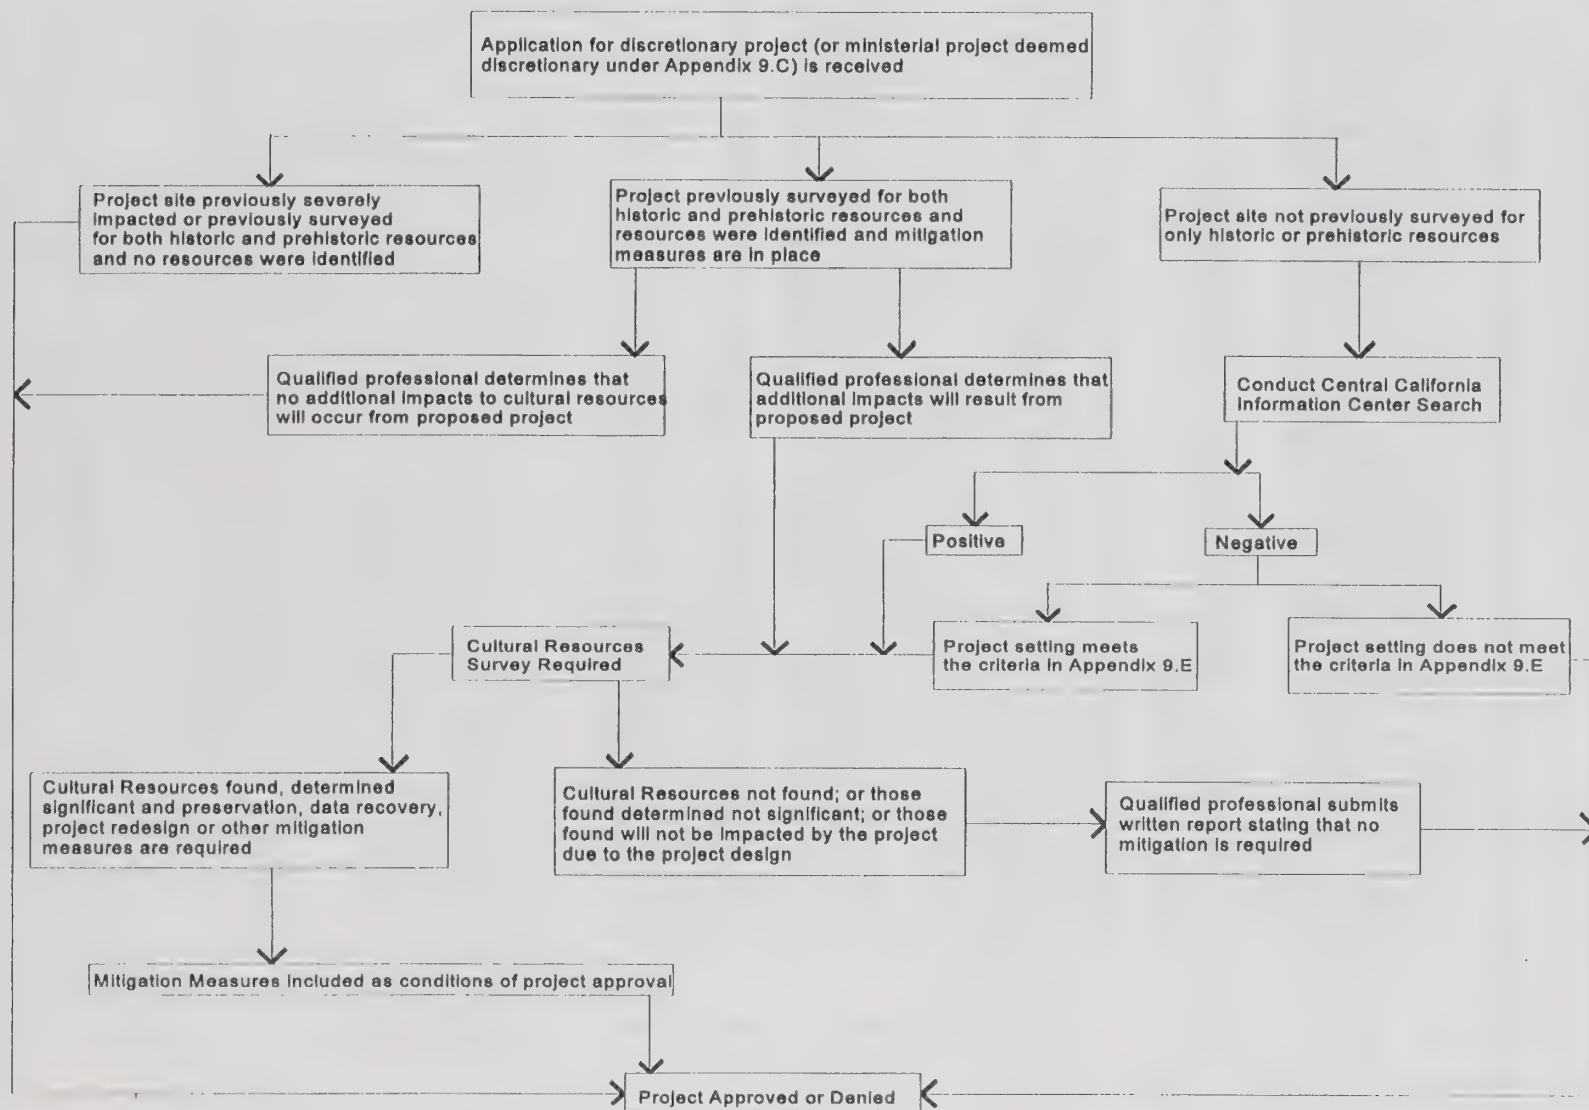 Application for discretionary project (or ministerial project deemed
discretionary under Appendix 9.C) is received
Project site previously severely
impacted or previously surveyed
for both historic and prehistoric resources
and no resources were identified
Project previously surveyed for both
historic and prehistoric resources and
resources were identified and mitigation
measures are in place
Project site not previously surveyed for
only historic or prehistoric resources
Qualified professional determines that
no additional impacts to cultural resources
will occur from proposed project
Qualified professional determines that
additional impacts will result from
proposed project
Conduct Central California
Information Center Search
Positive
Negative
Cultural Resources
Survey Required
Project setting meets
the criteria in Appendix 9.E
Project setting does not meet
the criteria in Appendix 9.E
Cultural Resources found, determined
significant and preservation, data recovery,
project redesign or other mitigation
measures are required
Cultural Resources not found; or those
found determined not significant; or those
found will not be impacted by the project
due to the project design
Qualified professional submits
written report stating that no
mitigation is required
Mitigation Measures included as conditions of project approval
Project Approved or Denied